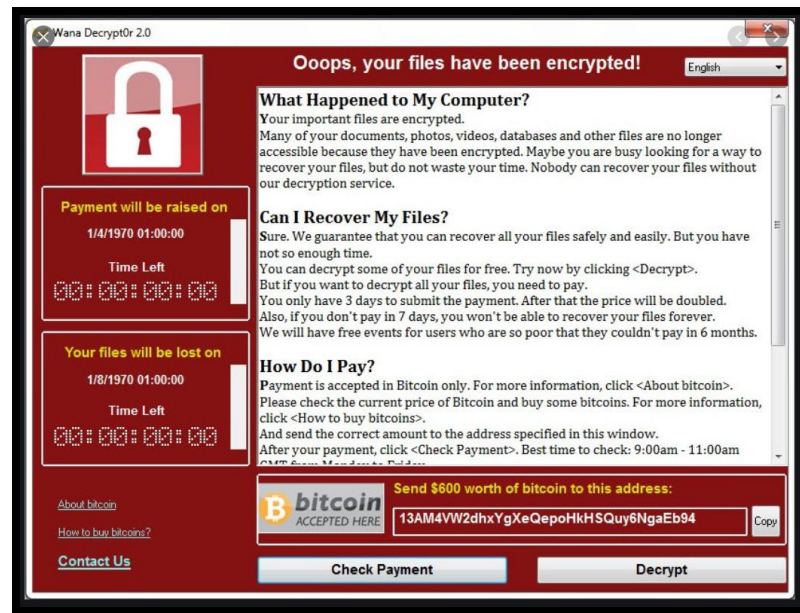 Wana Decrypt0r 2.0
Ooops, your files have been encrypted!
English
What Happened to My Computer?
Your important files are encrypted.
Many of your documents, photos, videos, databases and other files are no longer
accessible because they have been encrypted. Maybe you are busy looking for a way to
recover your files, but do not waste your time. Nobody can recover your files without
our decryption service.
Can I Recover My Files?
Sure. We guarantee that you can recover all your files safely and easily. But you have
not so enough time.
You can decrypt some of your files for free. Try now by clicking <Decrypt>.
But if you want to decrypt all your files, you need to pay.
You only have 3 days to submit the payment. After that the price will be doubled.
Also, if you don't pay in 7 days, you won't be able to recover your files forever.
We will have free events for users who are so poor that they couldn't pay in 6 months.
How Do I Pay?
Payment is accepted in Bitcoin only. For more information, click <About bitcoin>.
Please check the current price of Bitcoin and buy some bitcoins. For more information,
click <How to buy bitcoins>.
And send the correct amount to the address specified in this window.
After your payment, click <Check Payment>. Best time to check: 9:00am - 11:00am
GMT from Monday to Friday.
Payment will be raised on
1/4/1970 01:00:00
Time Left
00:00:00:00
Your files will be lost on
1/8/1970 01:00:00
Time Left
00:00:00:00
About bitcoin
How to buy bitcoins?
Contact Us
bitcoin
ACCEPTED HERE
Send $600 worth of bitcoin to this address:
13AM4VW2dhxYgXeQepoHkHSQuy6NgaEb94
Copy
Check Payment
Decrypt